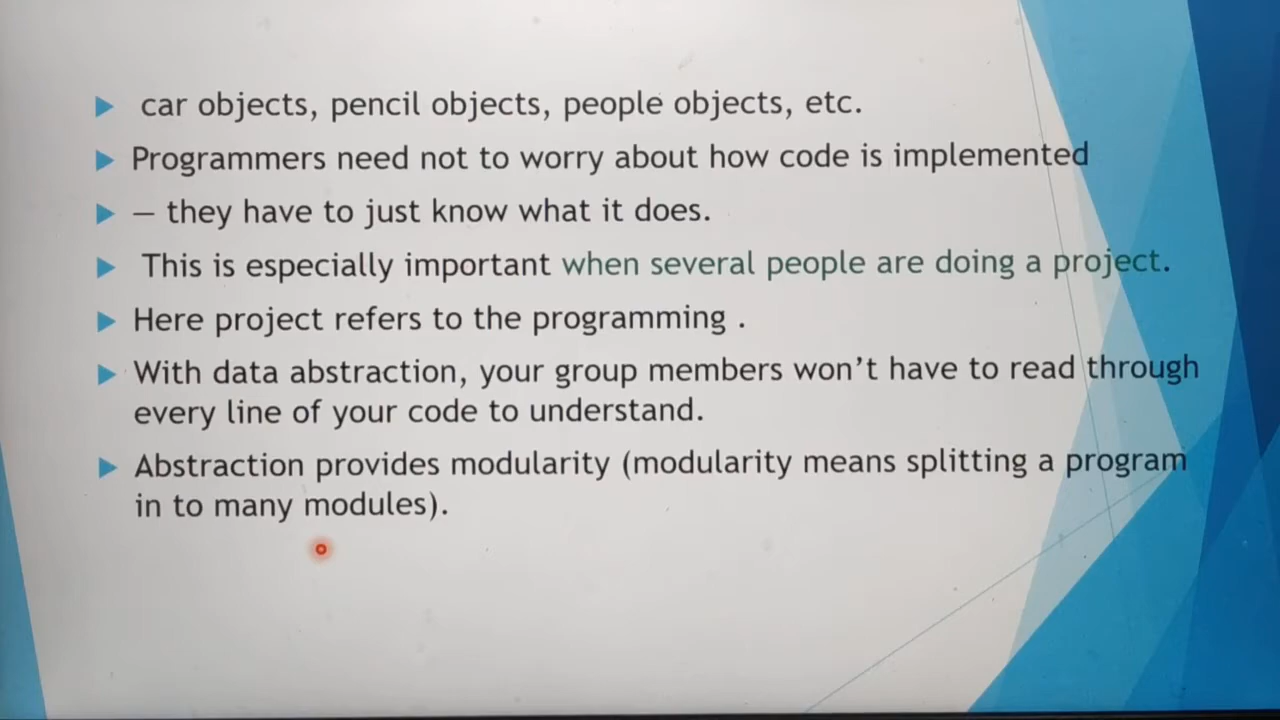 car objects, pencil objects, people objects, etc.
Programmers need not to worry about how code is implemented
— they have to just know what it does.
This is especially important when several people are doing a project.
Here project refers to the programming .
With data abstraction, your group members won’t have to read through
every line of your code to understand.
Abstraction provides modularity (modularity means splitting a program
in to many modules).